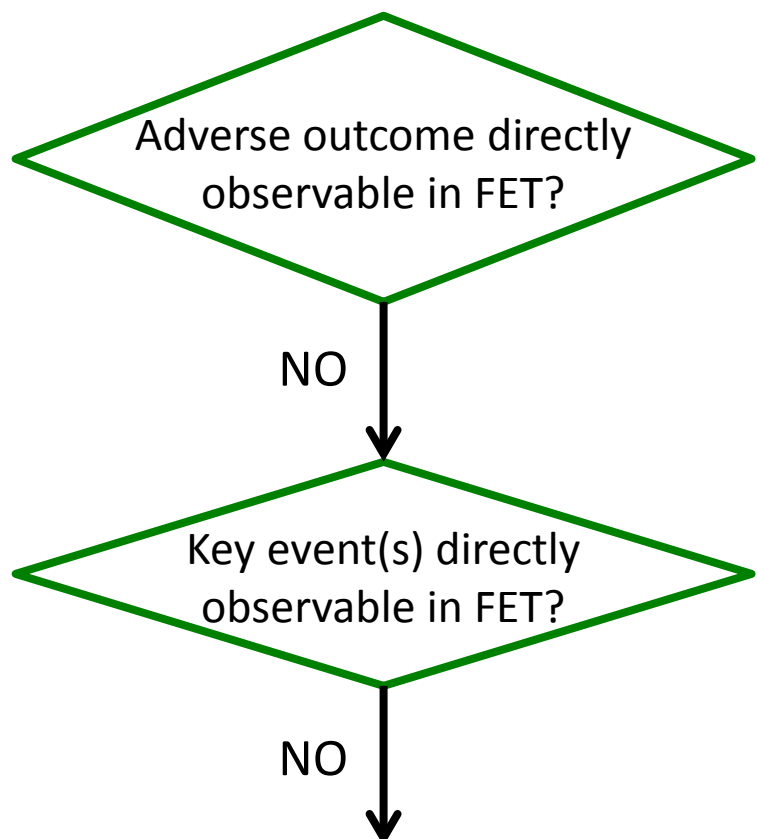 Adverse outcome directly
observable in FET?
NO
Key event(s) directly
observable in FET?
NO